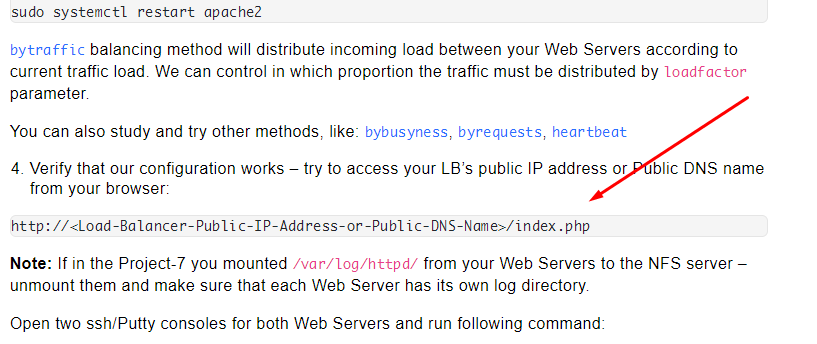 sudo systemctl restart apache2
bytraffic balancing method will distribute incoming load between your Web Servers according to
current traffic load. We can control in which proportion the traffic must be distributed by loadfactor
parameter.
You can also study and try other methods, like: bybusyness, byrequests, heartbeat
4. Verify that our configuration works – try to access your LB’s public IP address or Public DNS name
from your browser:
http://<Load-Balancer-Public-IP-Address-or-Public-DNS-Name>/index.php
Note: If in the Project-7 you mounted /var/log/httpd/ from your Web Servers to the NFS server –
unmount them and make sure that each Web Server has its own log directory.
Open two ssh/Putty consoles for both Web Servers and run following command: